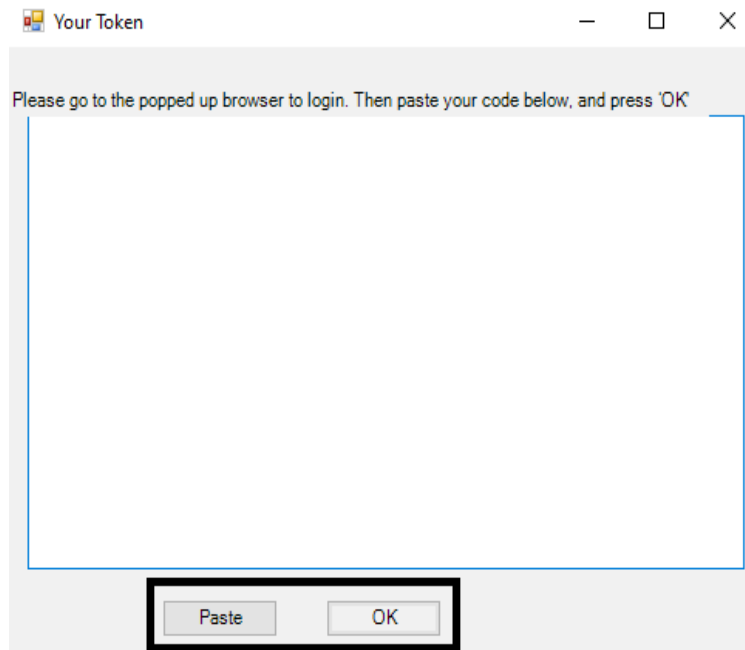 Your Token
Please go to the popped up browser to login. Then paste your code below, and press 'OK'
Paste OK